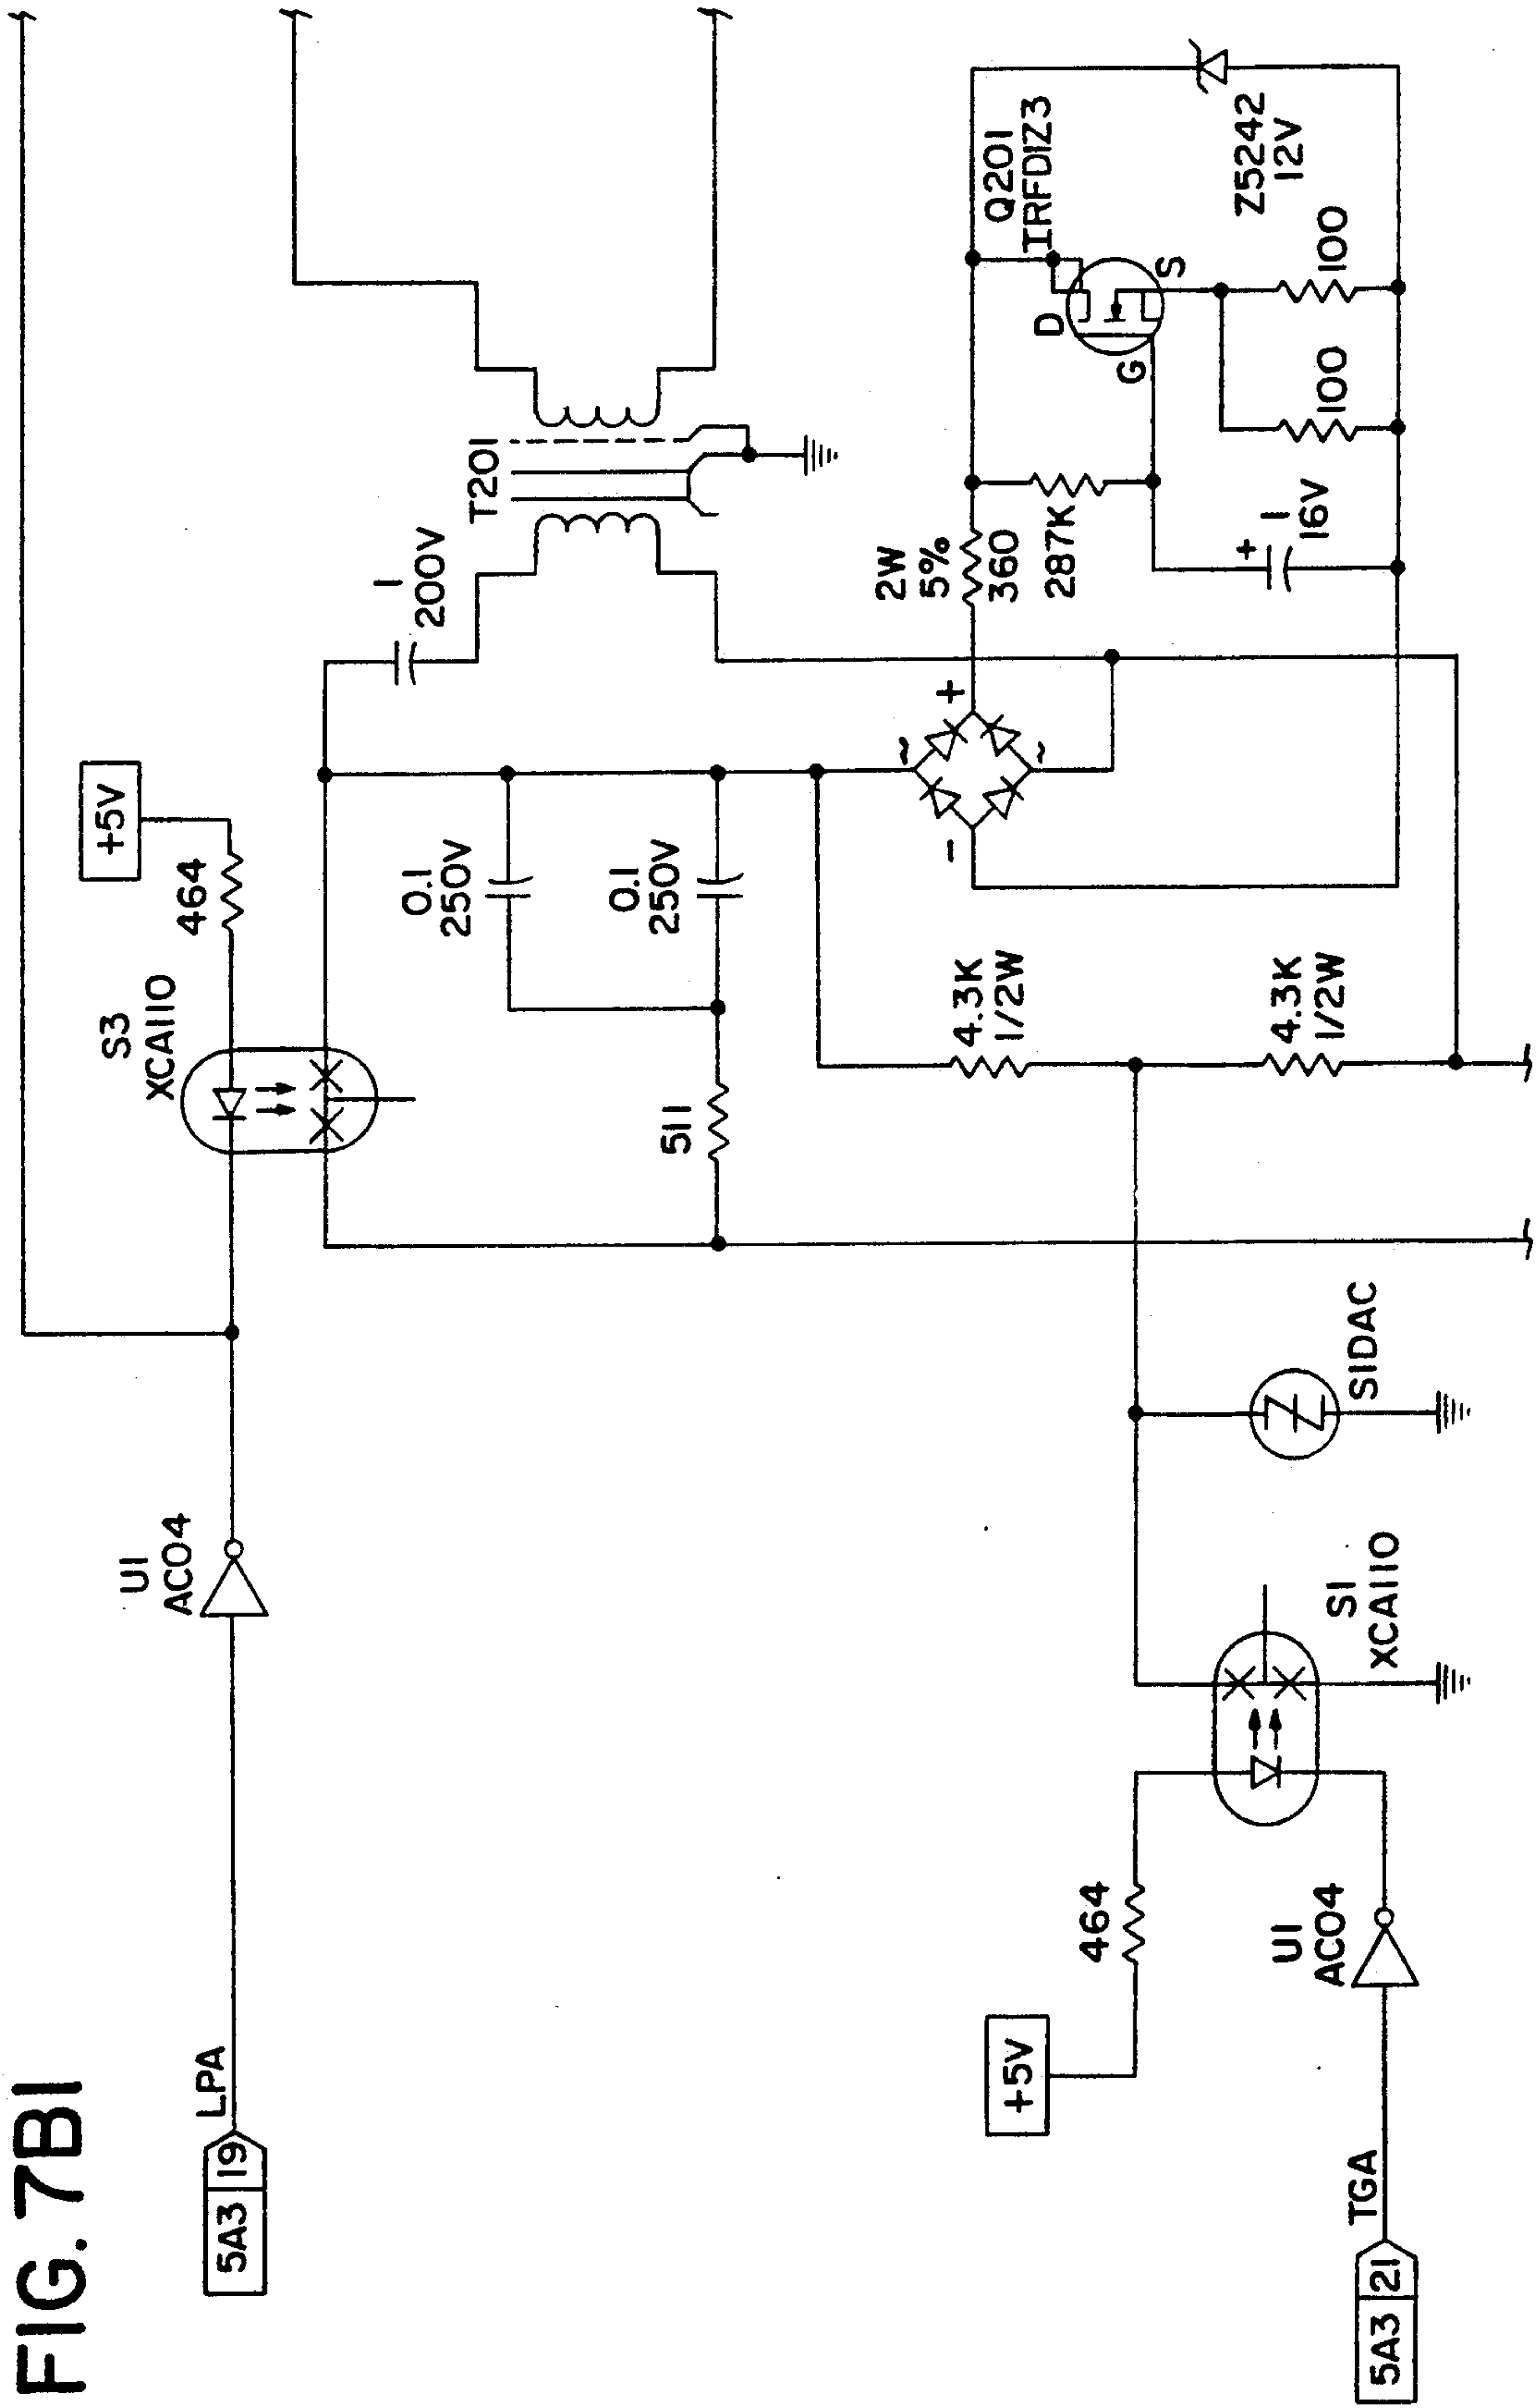 FIG. 7B1
5A3 19
LPA
U1
AC04
S3
XCA110
464
+5V
1
200V
T201
0.1
250V
0.1
250V
511
4.3K
1/2W
4.3K
1/2W
~
+
-
~
2W
5%
360
287K
+
1
16V
Q201
IRFD1Z3
D
G
S
100
100
Z5242
12V
SIDAC
S1
XCA110
+5V
464
U1
AC04
5A3 21
TGA